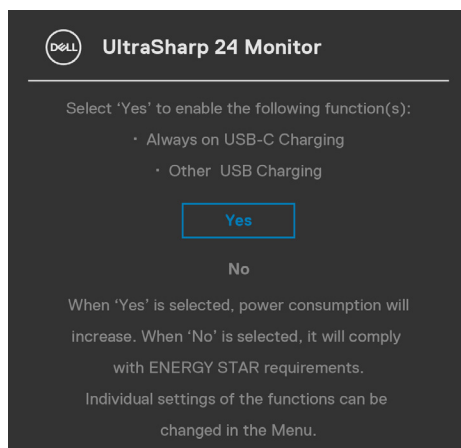 DELL
UltraSharp 24 Monitor
Select ‘Yes’ to enable the following function(s):
· Always on USB-C Charging
· Other USB Charging
Yes
No
When ‘Yes’ is selected, power consumption will
increase. When ‘No’ is selected, it will comply
with ENERGY STAR requirements.
Individual settings of the functions can be
changed in the Menu.